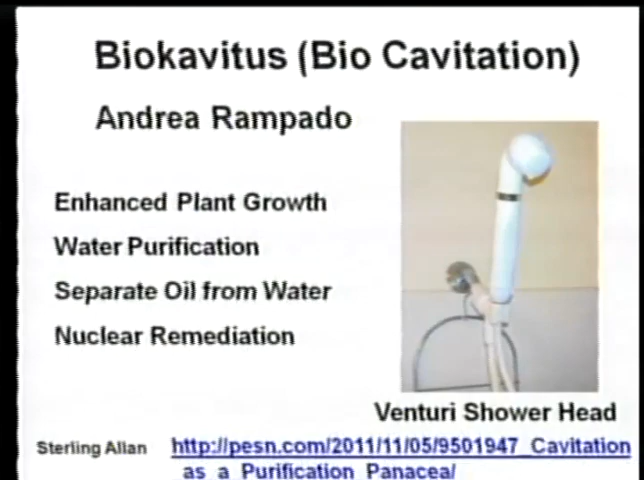 Biokavitus (Bio Cavitation)
Andrea Rampado
Enhanced Plant Growth
Water Purification
Separate Oil from Water
Nuclear Remediation
Venturi Shower Head
Sterling Allan http://pesn.com/2011/11/05/9501947_Cavitation
_as_a_Purification_Panacea/